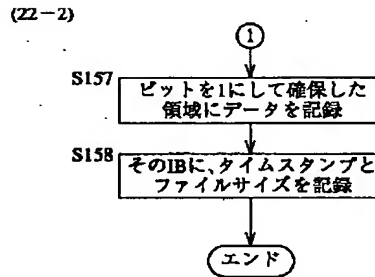 (22-2)
1
S157
ビットを1にして確保した
領域にデータを記録
S158
そのIBに、タイムスタンプと
ファイルサイズを記録
エンド